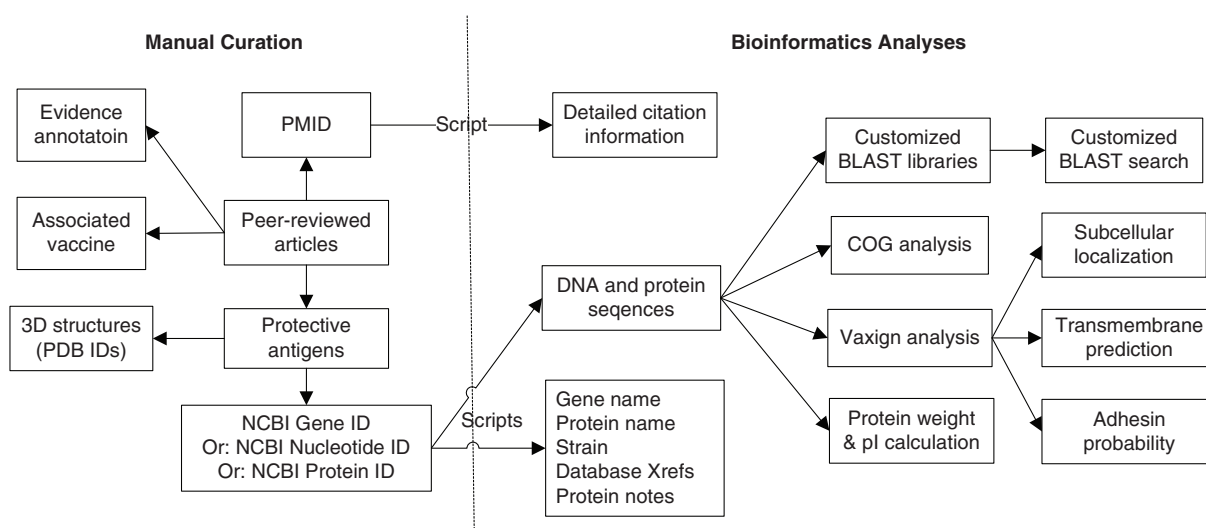 Manual Curation
Bioinformatics Analyses
Evidence
annotatoin
PMID
Script
Detailed citation
information
Customized
BLAST libraries
Customized
BLAST search
Associated
vaccine
Peer-reviewed
articles
COG analysis
Subcellular
localization
DNA and protein
seqences
3D structures
(PDB IDs)
Protective
antigens
Vaxign analysis
Transmembrane
prediction
NCBI Gene ID
Or: NCBI Nucleotide ID
Or: NCBI Protein ID
Scripts
Gene name
Protein name
Strain
Database Xrefs
Protein notes
Protein weight
& pI calculation
Adhesin
probability